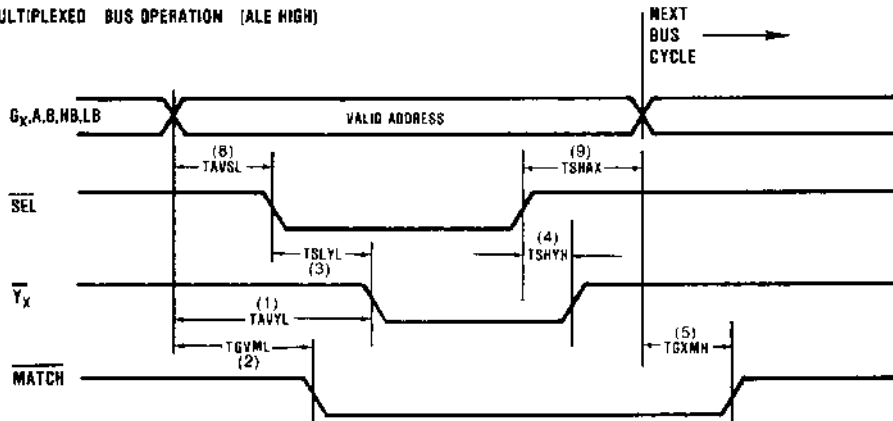 ULTIPLEXED BUS OPERATION (ALE HIGH)
NEXT
BUS
CYCLE
GX,A,B,HB,LB
VALID ADDRESS
(8)
TAVSL
(9)
TSHAX
SEL
TSLYL
(3)
(4)
TSHYH
YX
(1)
TAVYL
TGVML
(2)
(5)
TGXMH
MATCH